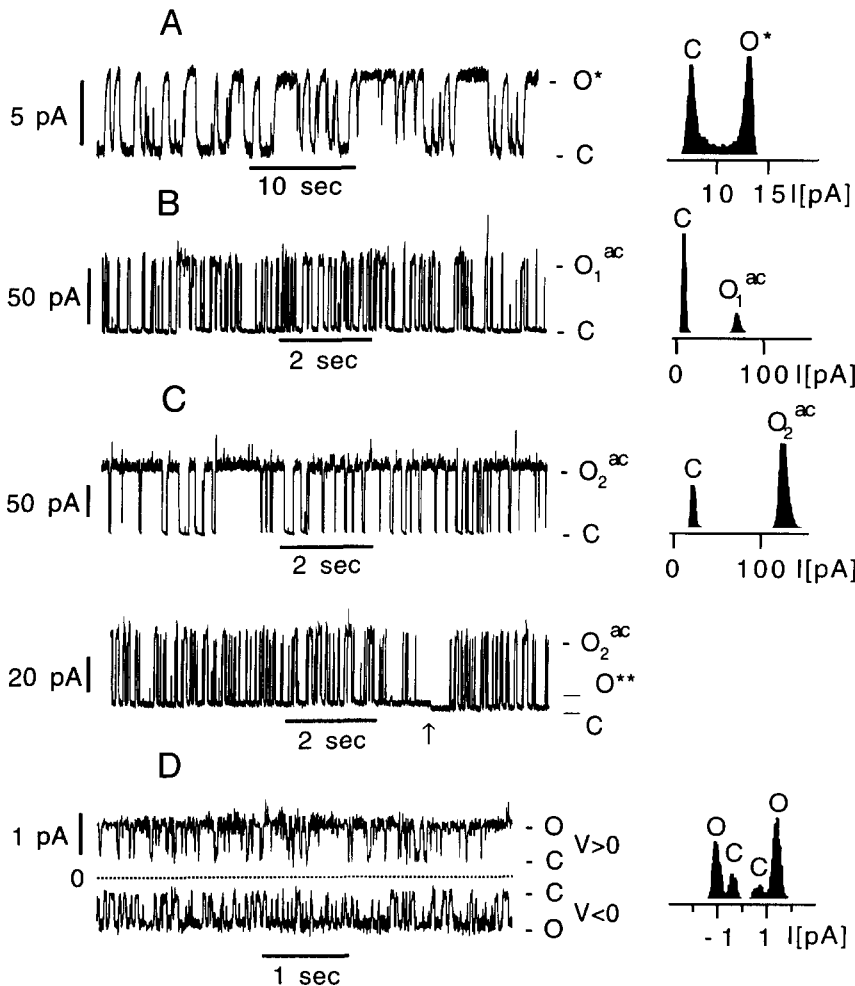 A
5 pA
O*
C
10 sec
C
O*
10 15 I[pA]
B
50 pA
O₁ᵃᶜ
C
2 sec
C
O₁ᵃᶜ
0 100 I[pA]
C
50 pA
O₂ᵃᶜ
C
2 sec
C
O₂ᵃᶜ
0 100 I[pA]
20 pA
O₂ᵃᶜ
O**
C
2 sec
↑
D
1 pA
0
O
C
V>0
C
O
V<0
1 sec
O
C
C
O
-1 1 I[pA]